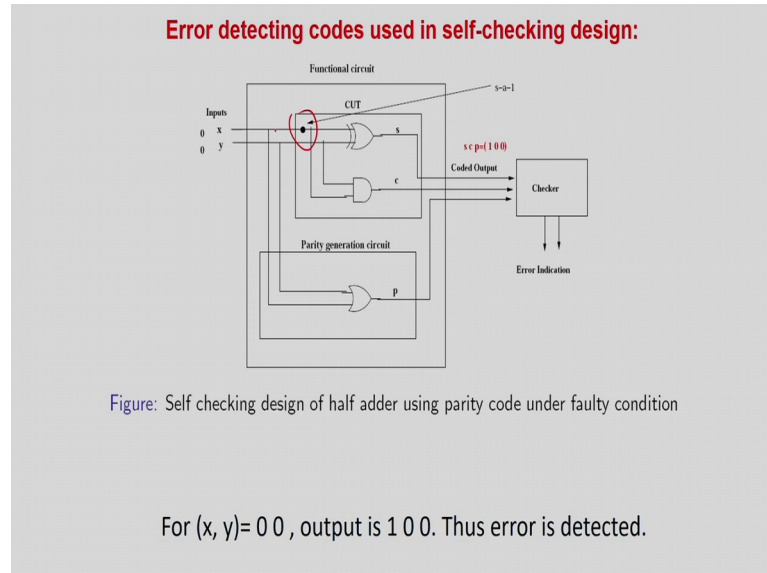 Error detecting codes used in self-checking design:
Functional circuit
s-a-1
CUT
Inputs
0 x
0 y
s
s c p=( 1 0 0)
Coded Output
Checker
c
Parity generation circuit
Error Indication
p
Figure: Self checking design of half adder using parity code under faulty condition
For (x, y)= 0 0 , output is 1 0 0. Thus error is detected.